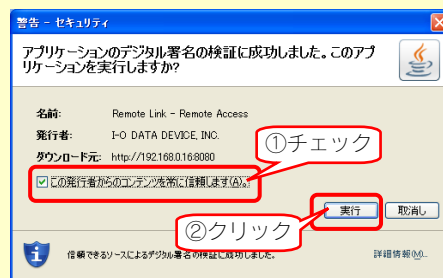 警告 - セキュリティ
アプリケーションのデジタル署名の検証に成功しました。このアプ
リケーションを実行しますか?
名前: Remote Link - Remote Access
発行者: I-O DATA DEVICE, INC.
ダウンロード元: http://192.168.0.16:8080
①チェック
この発行者からのコンテンツを常に信頼します(A)。
実行 取消し
②クリック
信頼できるソースによるデジタル署名の検証に成功しました。 詳細情報(M)...